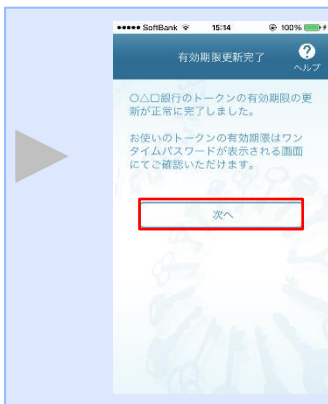 ●●●●● SoftBank 15:14 100%
有効期限更新完了
?
ヘルプ
○△□銀行のトークンの有効期限の更
新が正常に完了しました。
お使いのトークンの有効期限はワン
タイムパスワードが表示される画面
にてご確認いただけます。
次へ